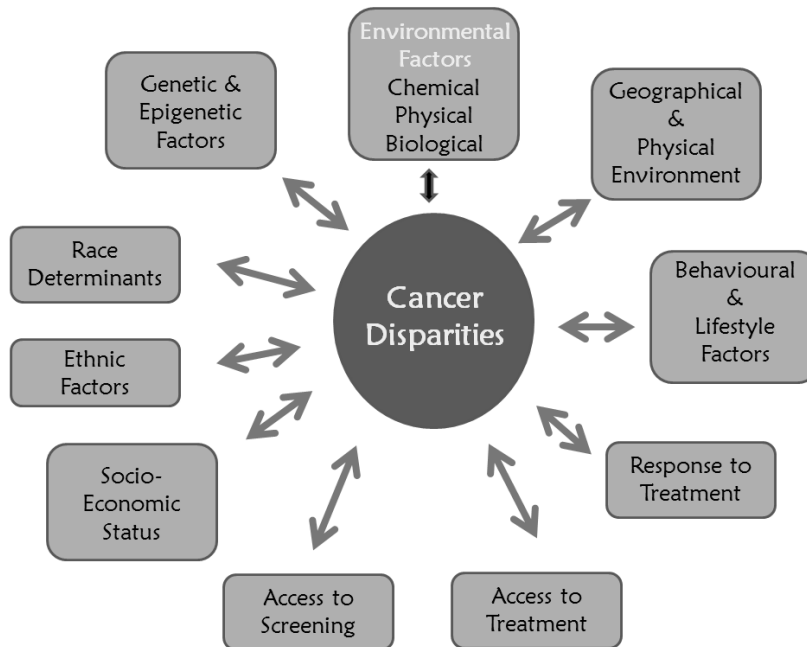 Environmental
Factors
Chemical
Physical
Biological
Genetic &
Epigenetic
Factors
Geographical
&
Physical
Environment
Race
Determinants
Cancer
Disparities
Behavioural
&
Lifestyle
Factors
Ethnic
Factors
Socio-
Economic
Status
Response to
Treatment
Access to
Screening
Access to
Treatment